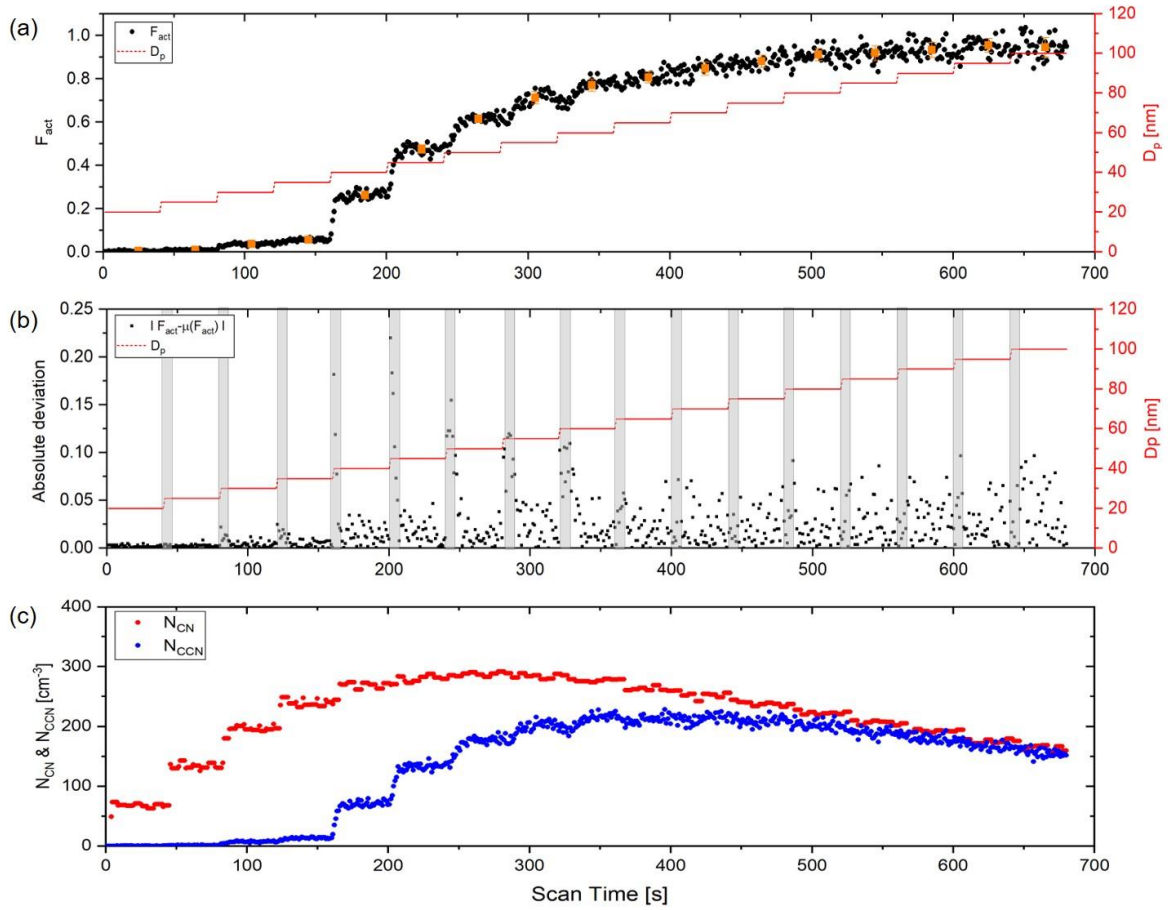 (a)
F_act
D_p
1.0
0.8
0.6
0.4
0.2
0.0
F_act
120
100
80
60
40
20
0
D_p [nm]
0 100 200 300 400 500 600 700
(b)
| F_act-μ(F_act) |
D_p
0.25
0.20
0.15
0.10
0.05
0.00
Absolute deviation
120
100
80
60
40
20
0
Dp [nm]
0 100 200 300 400 500 600 700
(c)
N_CN
N_CCN
400
300
200
100
0
N_CN & N_CCN [cm⁻³]
0 100 200 300 400 500 600 700
Scan Time [s]